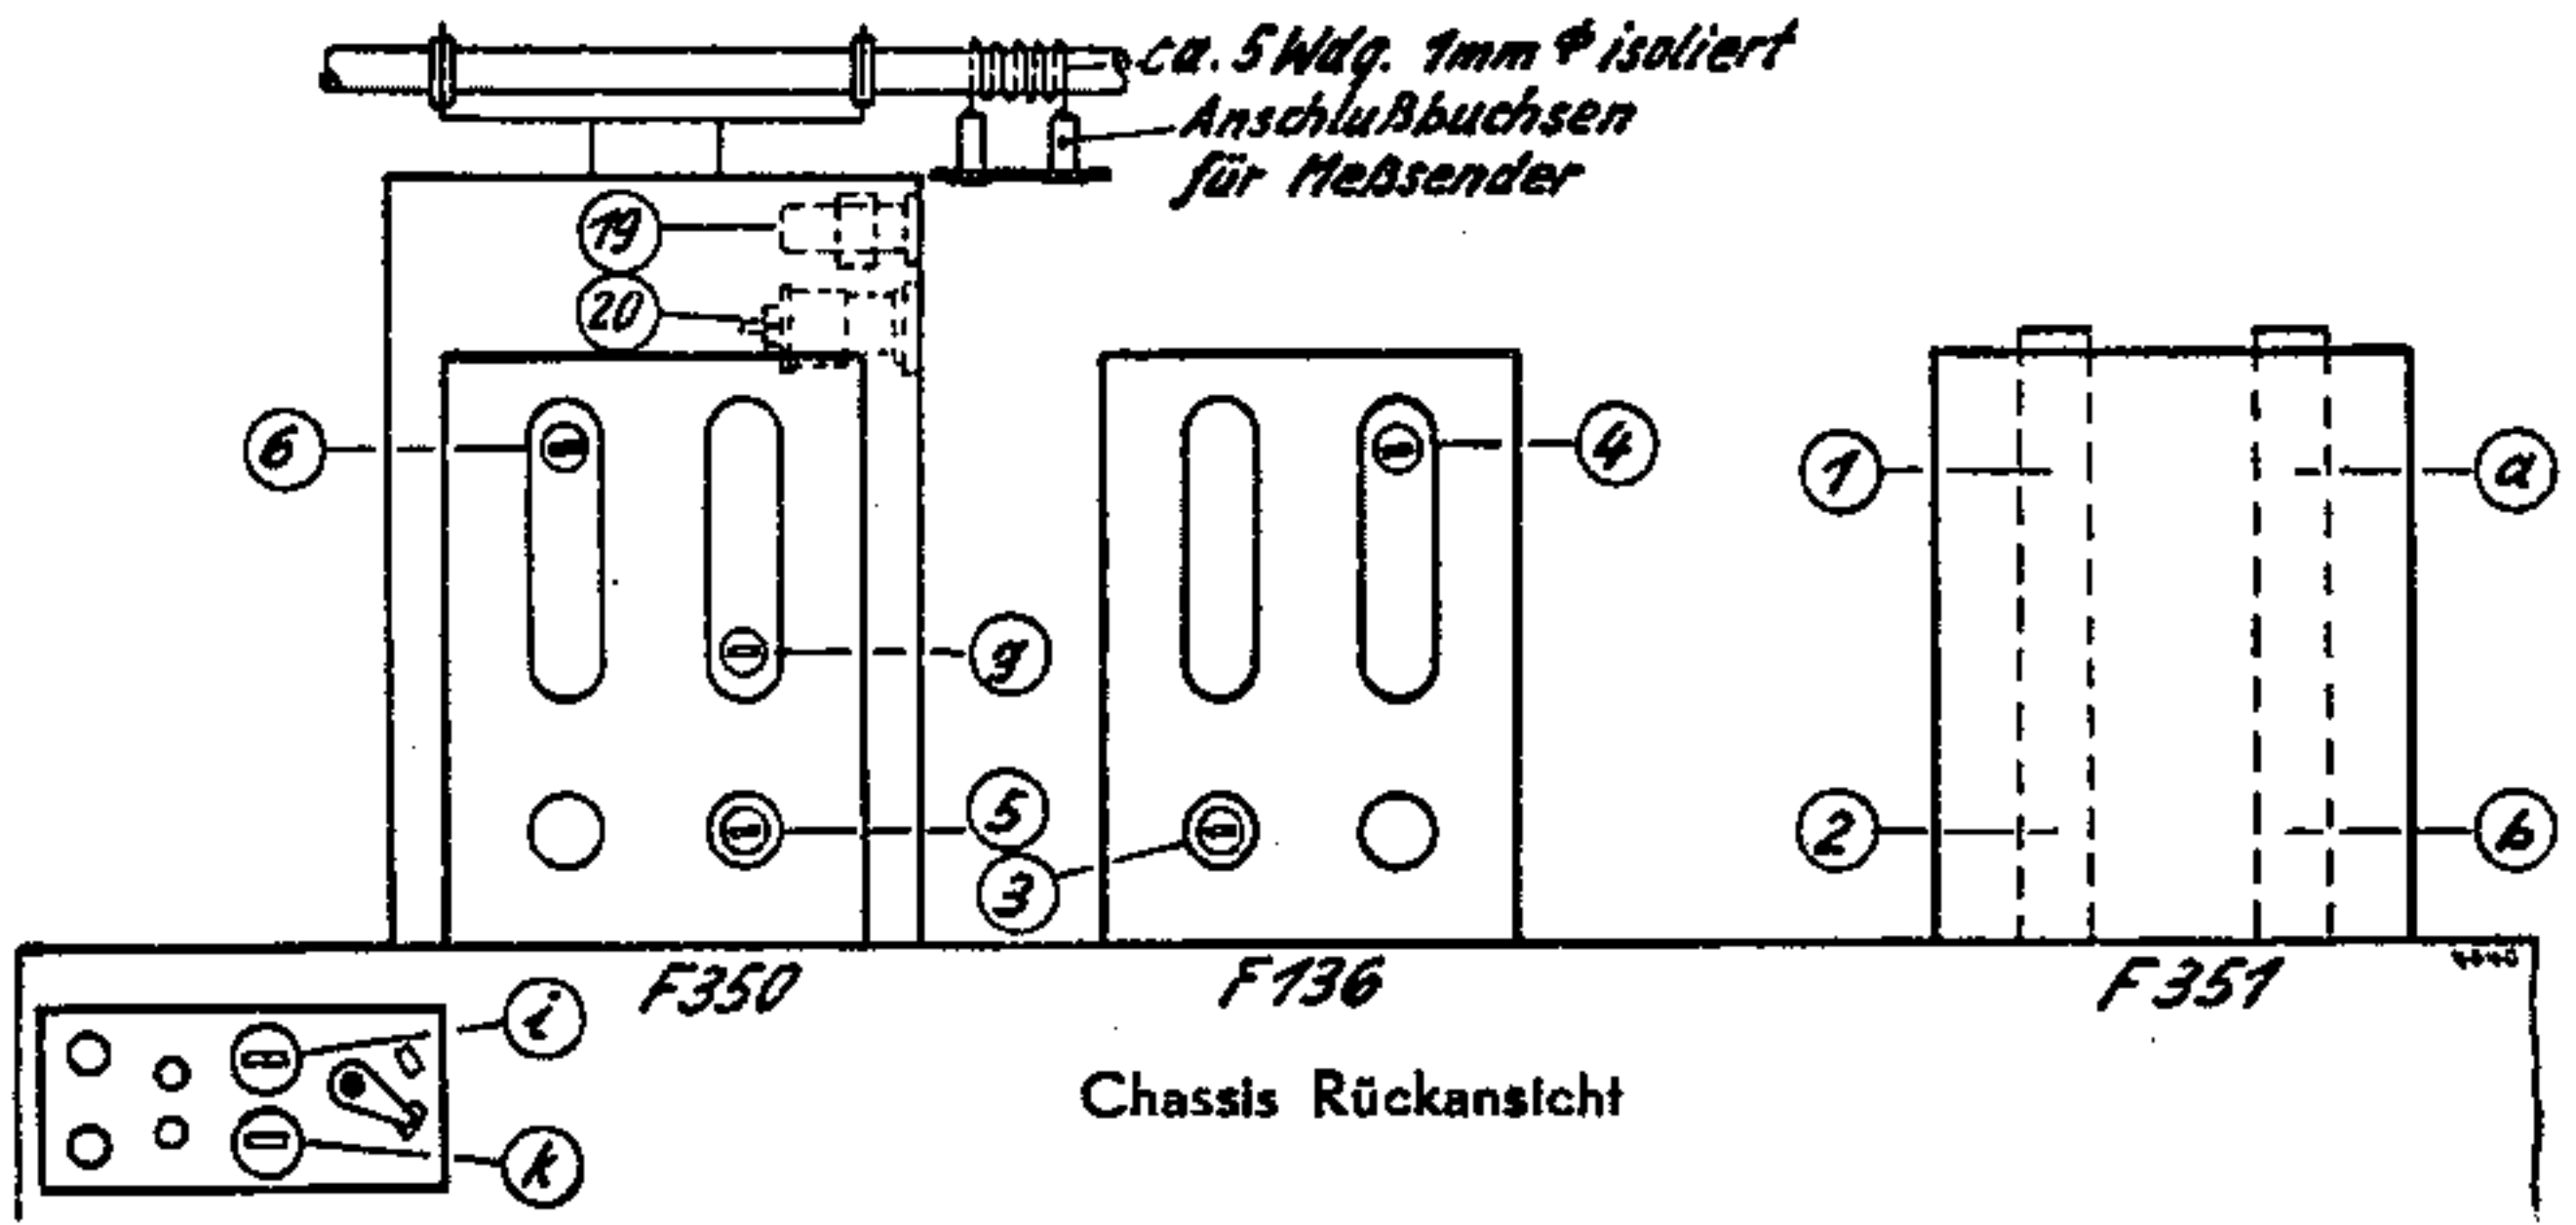 ca. 5 Wdg. 1mm ϕ isoliert
Anschlußbuchsen
für Meßsender
19
20
6
4
1
a
g
5
3
2
b
F350
F136
F351
i
k
Chassis Rückansicht